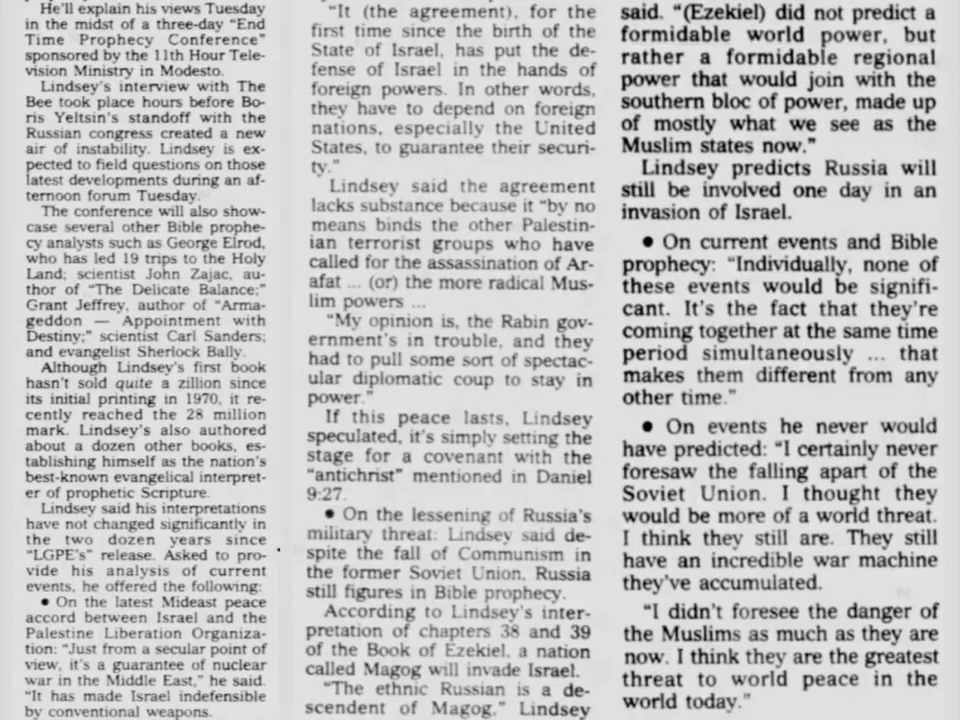 He'll explain his views Tuesday
in the midst of a three-day "End
Time Prophecy Conference"
sponsored by the 11th Hour Tele-
vision Ministry in Modesto.
Lindsey's interview with The
Bee took place hours before Bo-
ris Yeltsin's standoff with the
Russian congress created a new
air of instability. Lindsey is ex-
pected to field questions on those
latest developments during an af-
ternoon forum Tuesday.
The conference will also show-
case several other Bible prophe-
cy analysts such as George Elrod,
who has led 19 trips to the Holy
Land; scientist John Zajac, au-
thor of "The Delicate Balance;"
Grant Jeffrey, author of "Arma-
geddon — Appointment with
Destiny;" scientist Carl Sanders;
and evangelist Sherlock Bally.
Although Lindsey's first book
hasn't sold quite a zillion since
its initial printing in 1970, it re-
cently reached the 28 million
mark. Lindsey's also authored
about a dozen other books, es-
tablishing himself as the nation's
best-known evangelical interpret-
er of prophetic Scripture.
Lindsey said his interpretations
have not changed significantly in
the two dozen years since
"LGPE's" release. Asked to pro-
vide his analysis of current
events, he offered the following:
● On the latest Mideast peace
accord between Israel and the
Palestine Liberation Organiza-
tion: "Just from a secular point of
view, it's a guarantee of nuclear
war in the Middle East," he said.
"It has made Israel indefensible
by conventional weapons.
"It (the agreement), for the
first time since the birth of the
State of Israel, has put the de-
fense of Israel in the hands of
foreign powers. In other words,
they have to depend on foreign
nations, especially the United
States, to guarantee their securi-
ty."
Lindsey said the agreement
lacks substance because it "by no
means binds the other Palestin-
ian terrorist groups who have
called for the assassination of Ar-
afat ... (or) the more radical Mus-
lim powers ...
"My opinion is, the Rabin gov-
ernment's in trouble, and they
had to pull some sort of spectac-
ular diplomatic coup to stay in
power."
If this peace lasts, Lindsey
speculated, it's simply setting the
stage for a covenant with the
"antichrist" mentioned in Daniel
9:27.
● On the lessening of Russia's
military threat: Lindsey said de-
spite the fall of Communism in
the former Soviet Union, Russia
still figures in Bible prophecy.
According to Lindsey's inter-
pretation of chapters 38 and 39
of the Book of Ezekiel, a nation
called Magog will invade Israel.
"The ethnic Russian is a de-
scendent of Magog," Lindsey
said. "(Ezekiel) did not predict a
formidable world power, but
rather a formidable regional
power that would join with the
southern bloc of power, made up
of mostly what we see as the
Muslim states now."
Lindsey predicts Russia will
still be involved one day in an
invasion of Israel.
● On current events and Bible
prophecy: "Individually, none of
these events would be signifi-
cant. It's the fact that they're
coming together at the same time
period simultaneously ... that
makes them different from any
other time."
● On events he never would
have predicted: "I certainly never
foresaw the falling apart of the
Soviet Union. I thought they
would be more of a world threat.
I think they still are. They still
have an incredible war machine
they've accumulated.
"I didn't foresee the danger of
the Muslims as much as they are
now. I think they are the greatest
threat to world peace in the
world today."